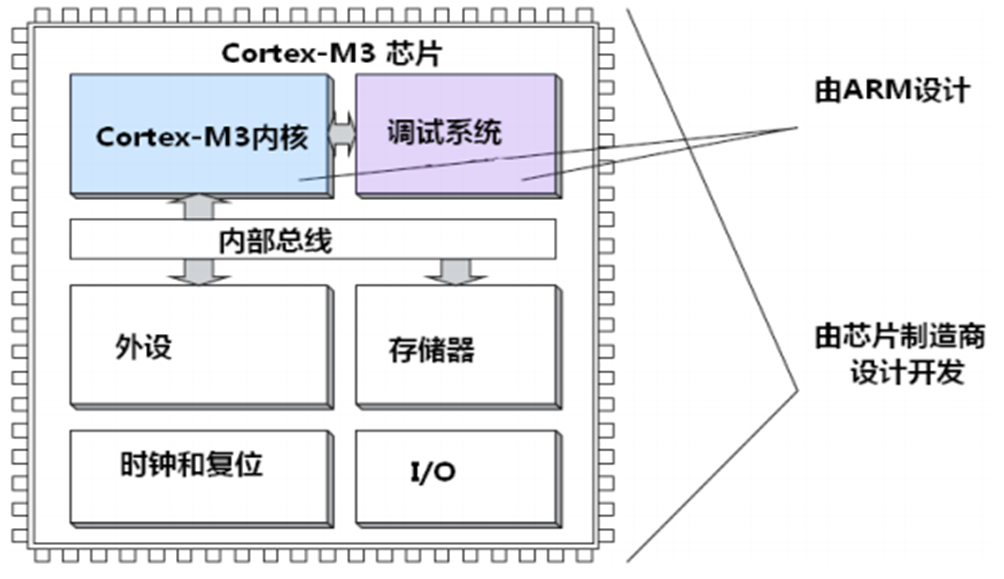 Cortex-M3 芯片
Cortex-M3内核
调试系统
由ARM设计
内部总线
外设
存储器
由芯片制造商
设计开发
时钟和复位
I/O